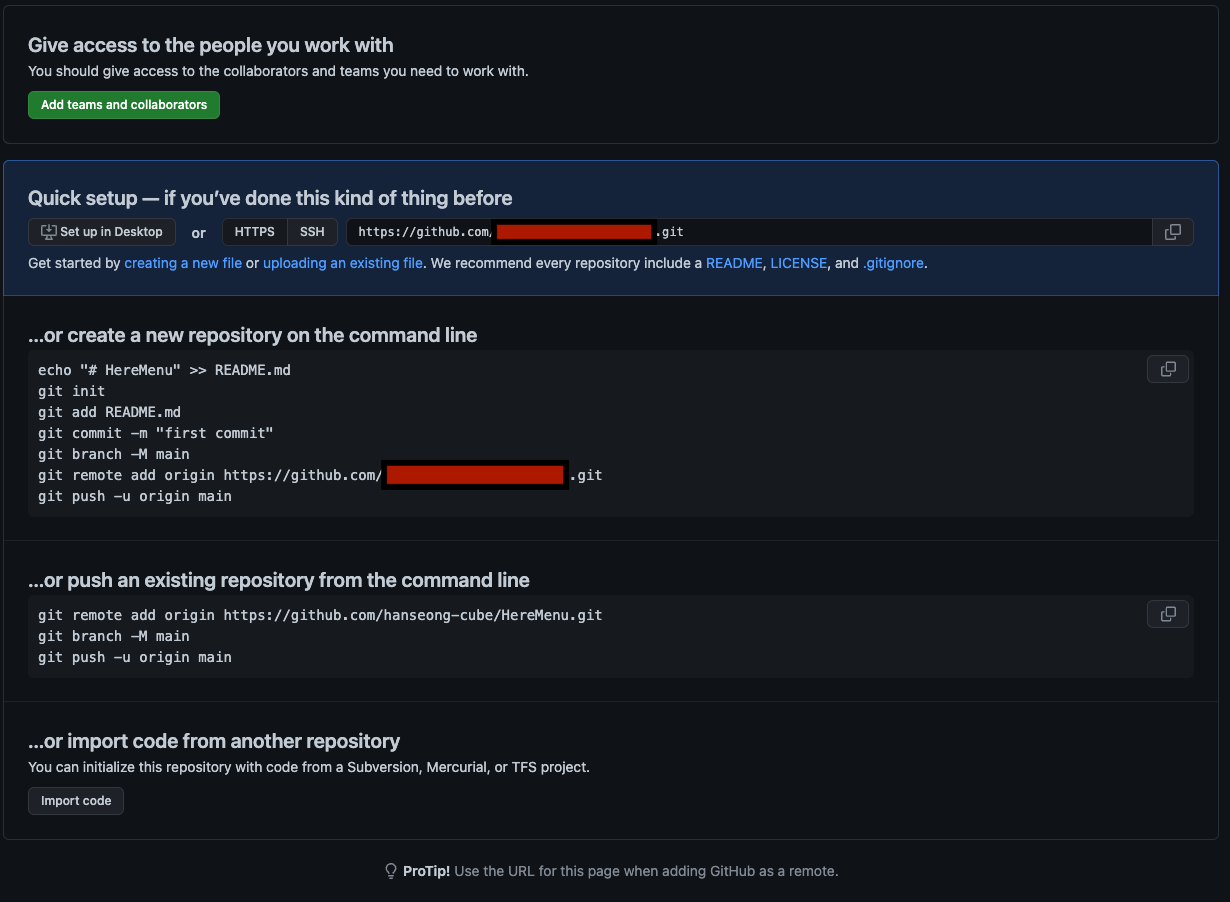 Give access to the people you work with
You should give access to the collaborators and teams you need to work with.
Add teams and collaborators
Quick setup — if you’ve done this kind of thing before
Set up in Desktop or HTTPS SSH https://github.com/ .git
Get started by creating a new file or uploading an existing file. We recommend every repository include a README, LICENSE, and .gitignore.
...or create a new repository on the command line
echo "# HereMenu" >> README.md
git init
git add README.md
git commit -m "first commit"
git branch -M main
git remote add origin https://github.com/ .git
git push -u origin main
...or push an existing repository from the command line
git remote add origin https://github.com/hanseong-cube/HereMenu.git
git branch -M main
git push -u origin main
...or import code from another repository
You can initialize this repository with code from a Subversion, Mercurial, or TFS project.
Import code
ProTip! Use the URL for this page when adding GitHub as a remote.